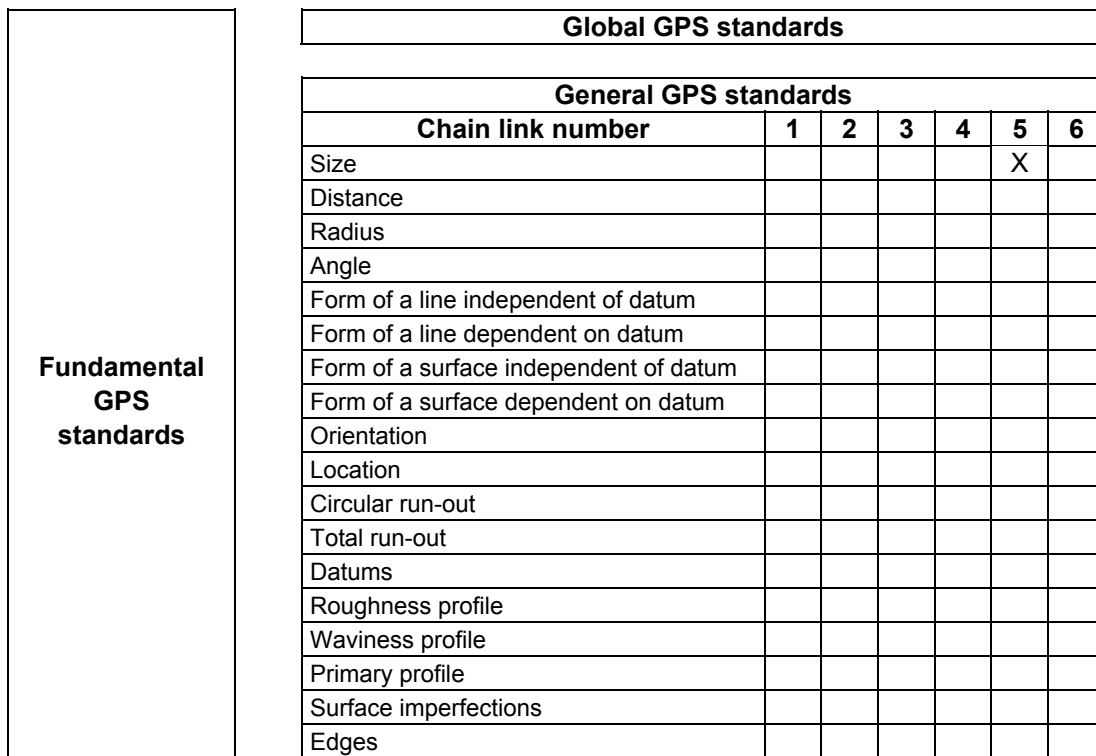 Fundamental
GPS
standards
Global GPS standards
General GPS standards
Chain link number 1 2 3 4 5 6
Size X
Distance
Radius
Angle
Form of a line independent of datum
Form of a line dependent on datum
Form of a surface independent of datum
Form of a surface dependent on datum
Orientation
Location
Circular run-out
Total run-out
Datums
Roughness profile
Waviness profile
Primary profile
Surface imperfections
Edges